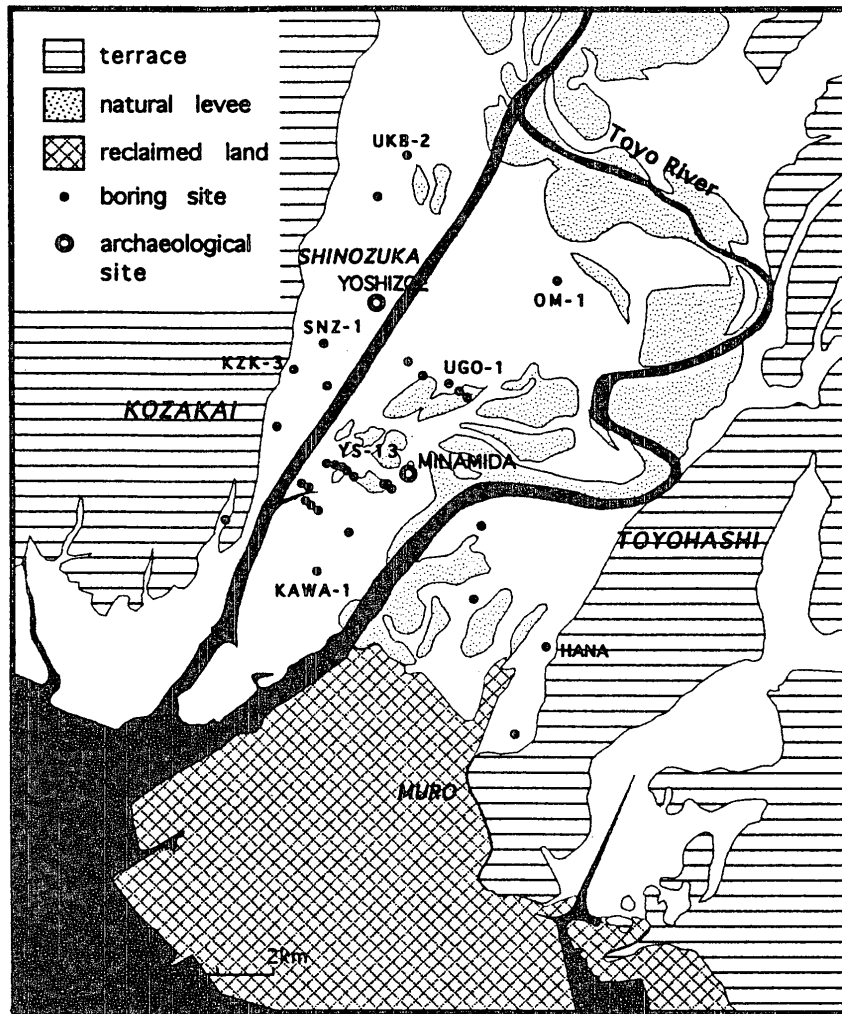 terrace
natural levee
reclaimed land
boring site
archaeological
site
UKB-2
Toyo River
SHINOZUKA
YOSHIZOE
OM-1
SNZ-1
KZK-3
UGO-1
KOZAKAI
YS-13
MINAMIDA
TOYOHASHI
KAWA-1
HANA
MURO
2km